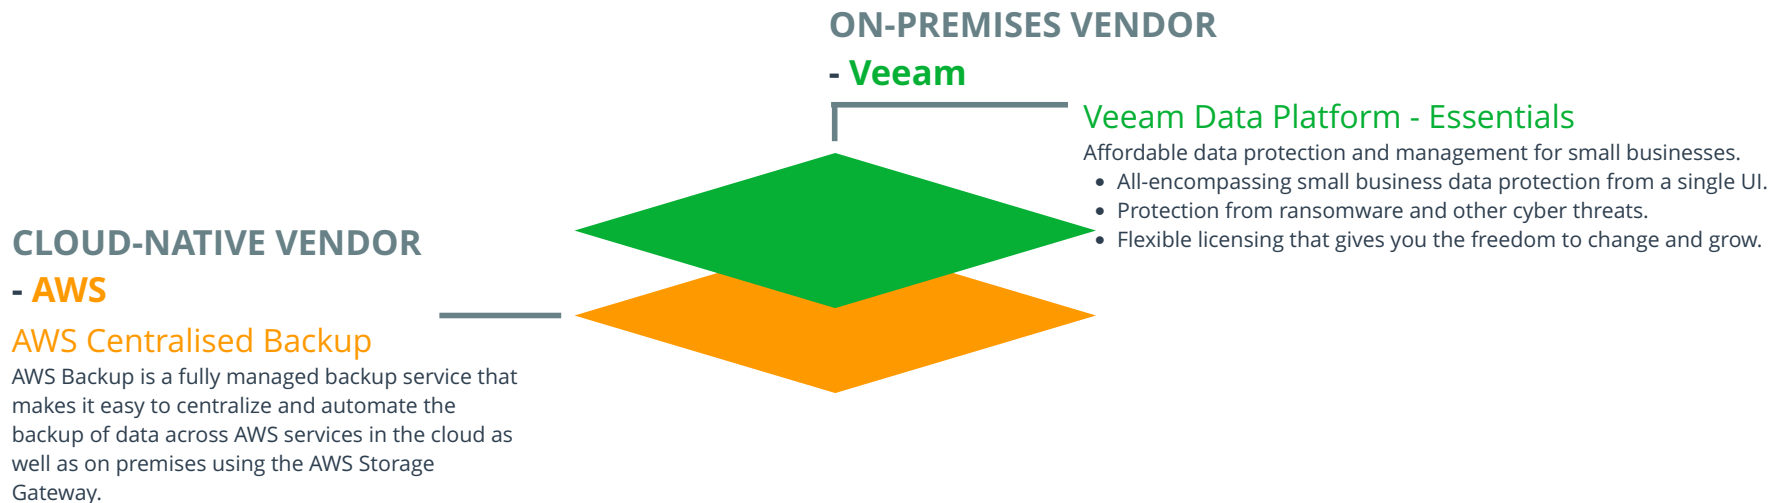 ON-PREMISES VENDOR
- Veeam
Veeam Data Platform - Essentials
Affordable data protection and management for small businesses.
• All-encompassing small business data protection from a single UI.
• Protection from ransomware and other cyber threats.
• Flexible licensing that gives you the freedom to change and grow.
CLOUD-NATIVE VENDOR
- AWS
AWS Centralised Backup
AWS Backup is a fully managed backup service that
makes it easy to centralize and automate the
backup of data across AWS services in the cloud as
well as on premises using the AWS Storage
Gateway.